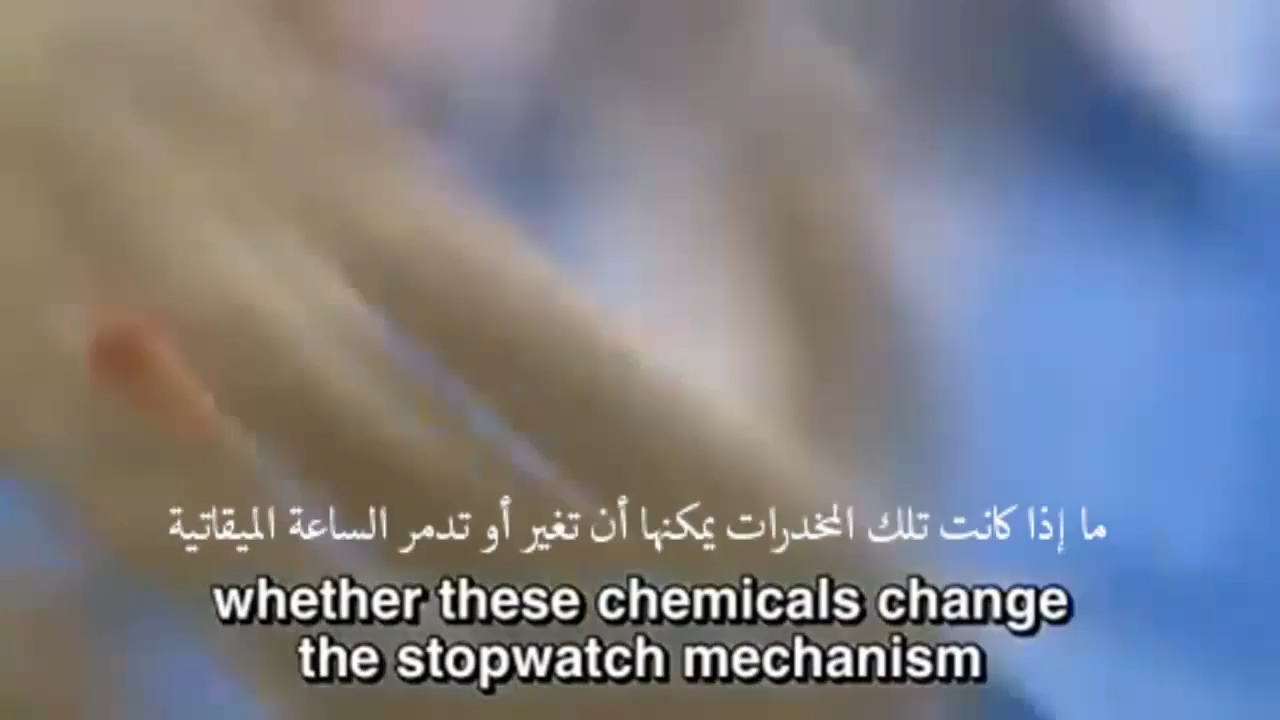 ما إذا كانت تلك المخدرات يمكنها أن تغير أو تدمر الساعة الميقاتية
whether these chemicals change
the stopwatch mechanism